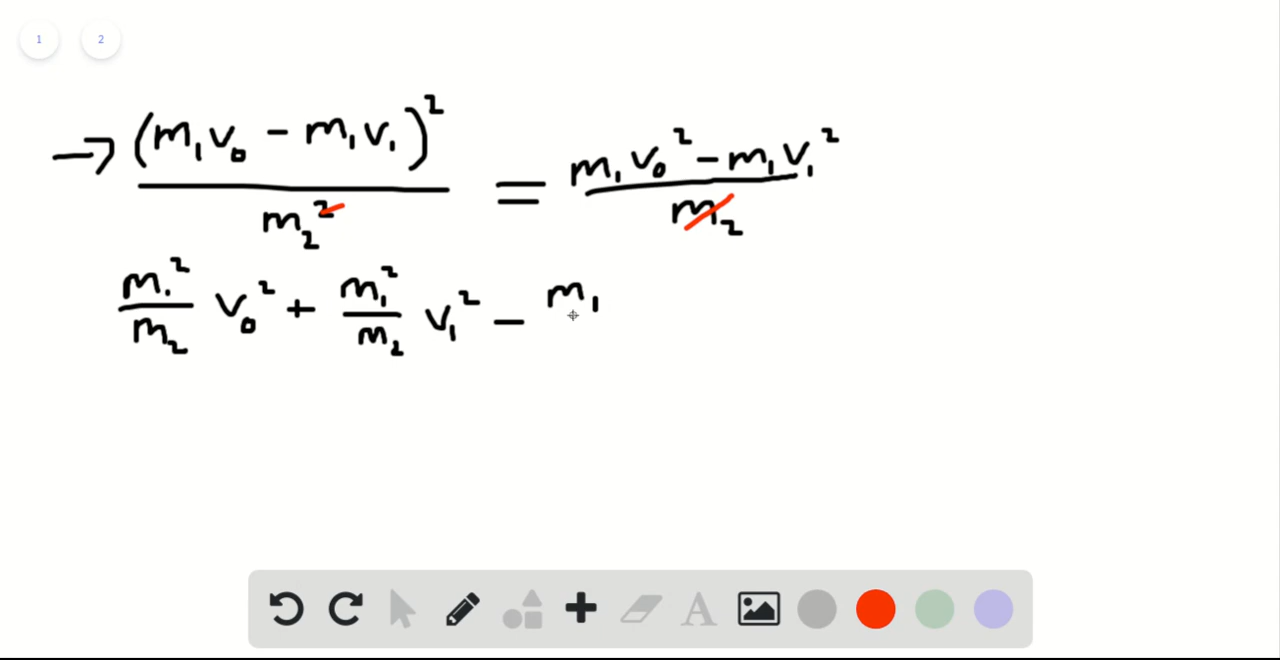 1 2
→ (m₁v₀ - m₁v₁)² / m₂² = m₁v₀² - m₁v₁² / m₂
m₁²/m₂ v₀² + m₁²/m₂ v₁² - m₁
A